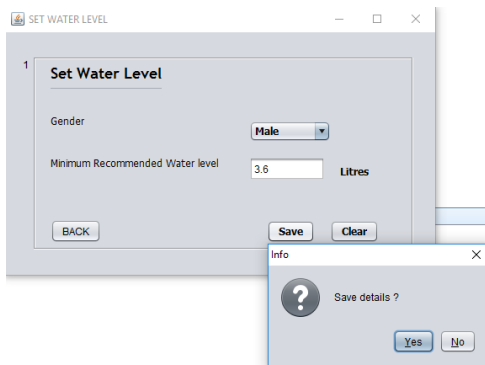 SET WATER LEVEL
1
Set Water Level
Gender
Male
Minimum Recommended Water level
3.6
Litres
BACK
Save
Clear
Info
Save details ?
Yes
No